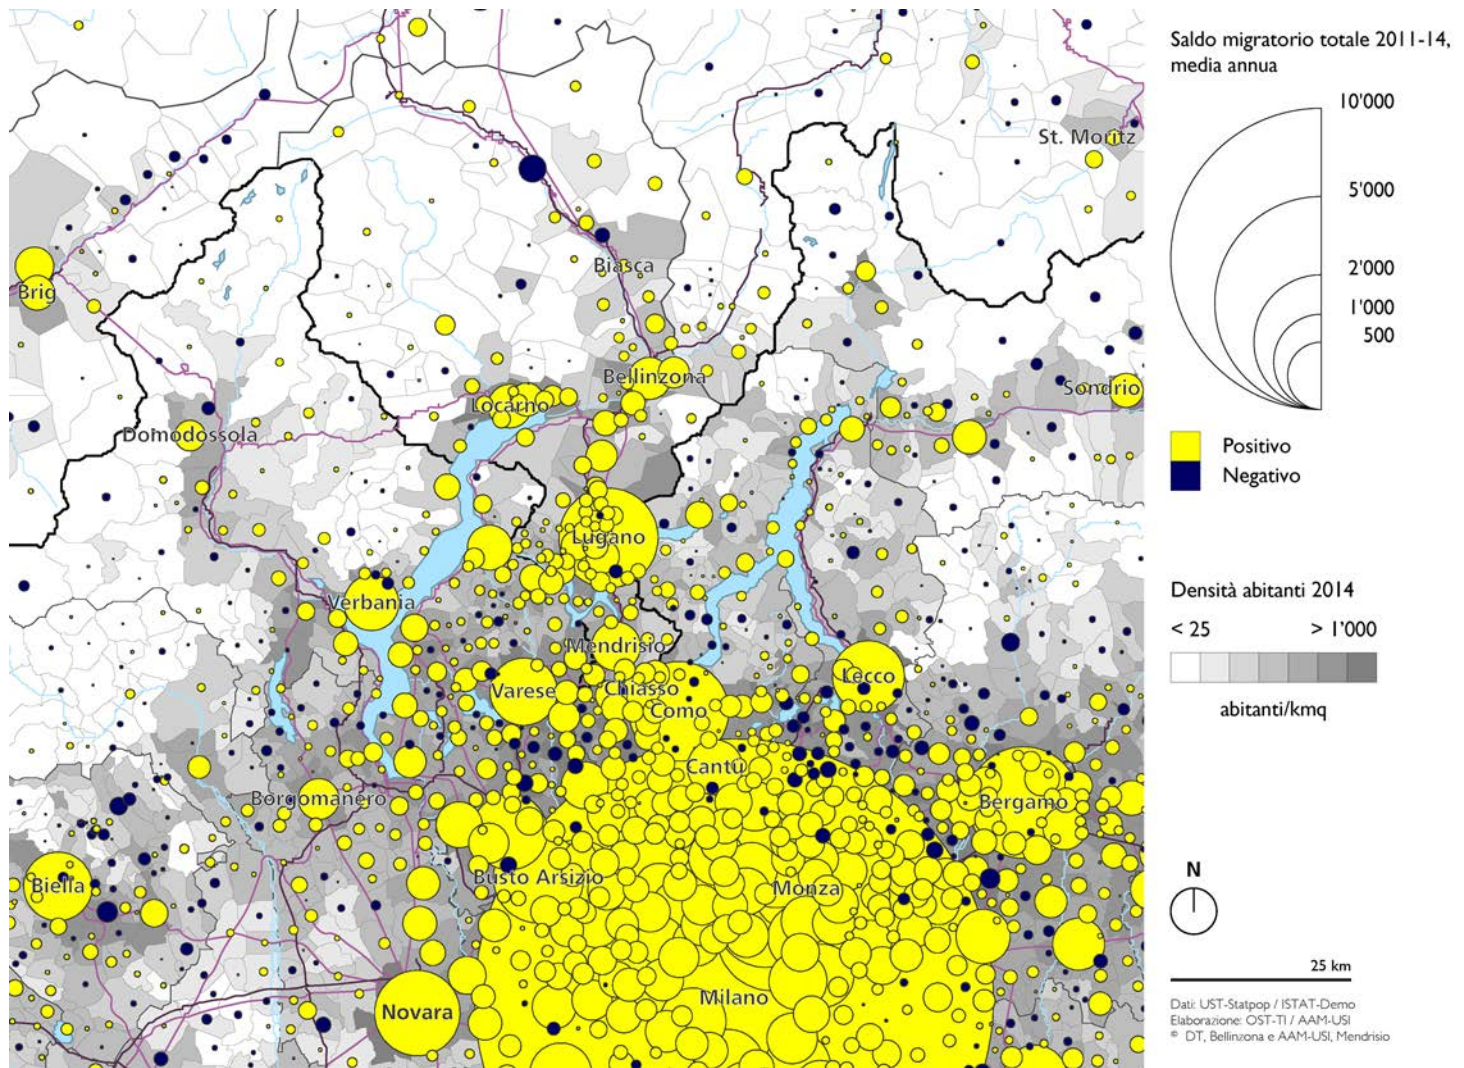 St. Moritz
Biasca
Brig
Bellinzona
Sondrio
Locarno
Domodossola
Lugano
Verbania
Mendrisio
Lecco
Chiasso
Varese
Como
Cantù
Borgomanero
Bergamo
Busto Arsizio
Monza
Biella
Milano
Novara
Saldo migratorio totale 2011-14,
media annua
10'000
5'000
2'000
1'000
500
Positivo
Negativo
Densità abitanti 2014
< 25 > 1'000
abitanti/kmq
N
25 km
Dati: UST-Statpop / ISTAT-Demo
Elaborazione: OST-TI / AAM-USI
© DT, Bellinzona e AAM-USI, Mendrisio